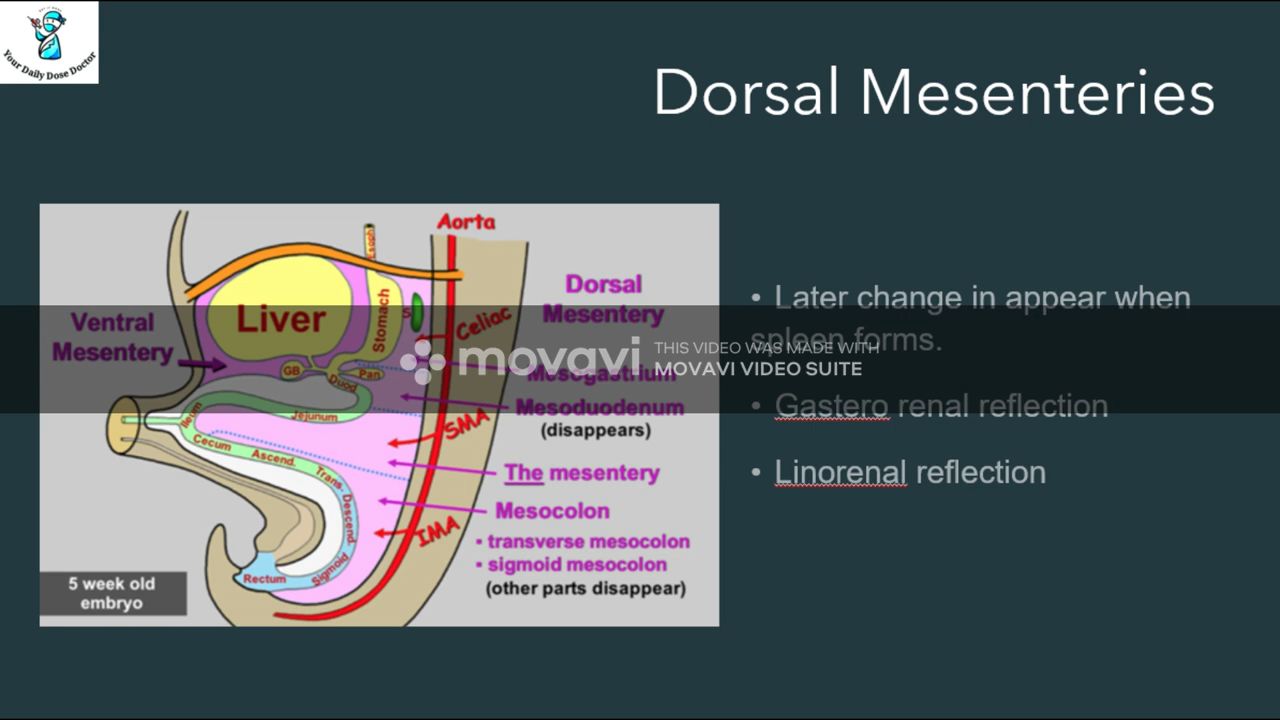 Your Daily Dose Doctor
Dorsal Mesenteries
Aorta
Esoph
Dorsal
Mesentery
Ventral
Mesentery
Liver
Stomach
S
Celiac
GB
Pan
Duod
Mesogastrium
Mesoduodenum
(disappears)
Ileum
Jejunum
SMA
Cecum
Ascend.
Trans.
Descend.
The mesentery
Mesocolon
• transverse mesocolon
• sigmoid mesocolon
(other parts disappear)
IMA
Sigmoid
Rectum
5 week old
embryo
• Later change in appear when
spleen forms.
• Gastero renal reflection
• Linorenal reflection
movavi
THIS VIDEO WAS MADE WITH
MOVAVI VIDEO SUITE